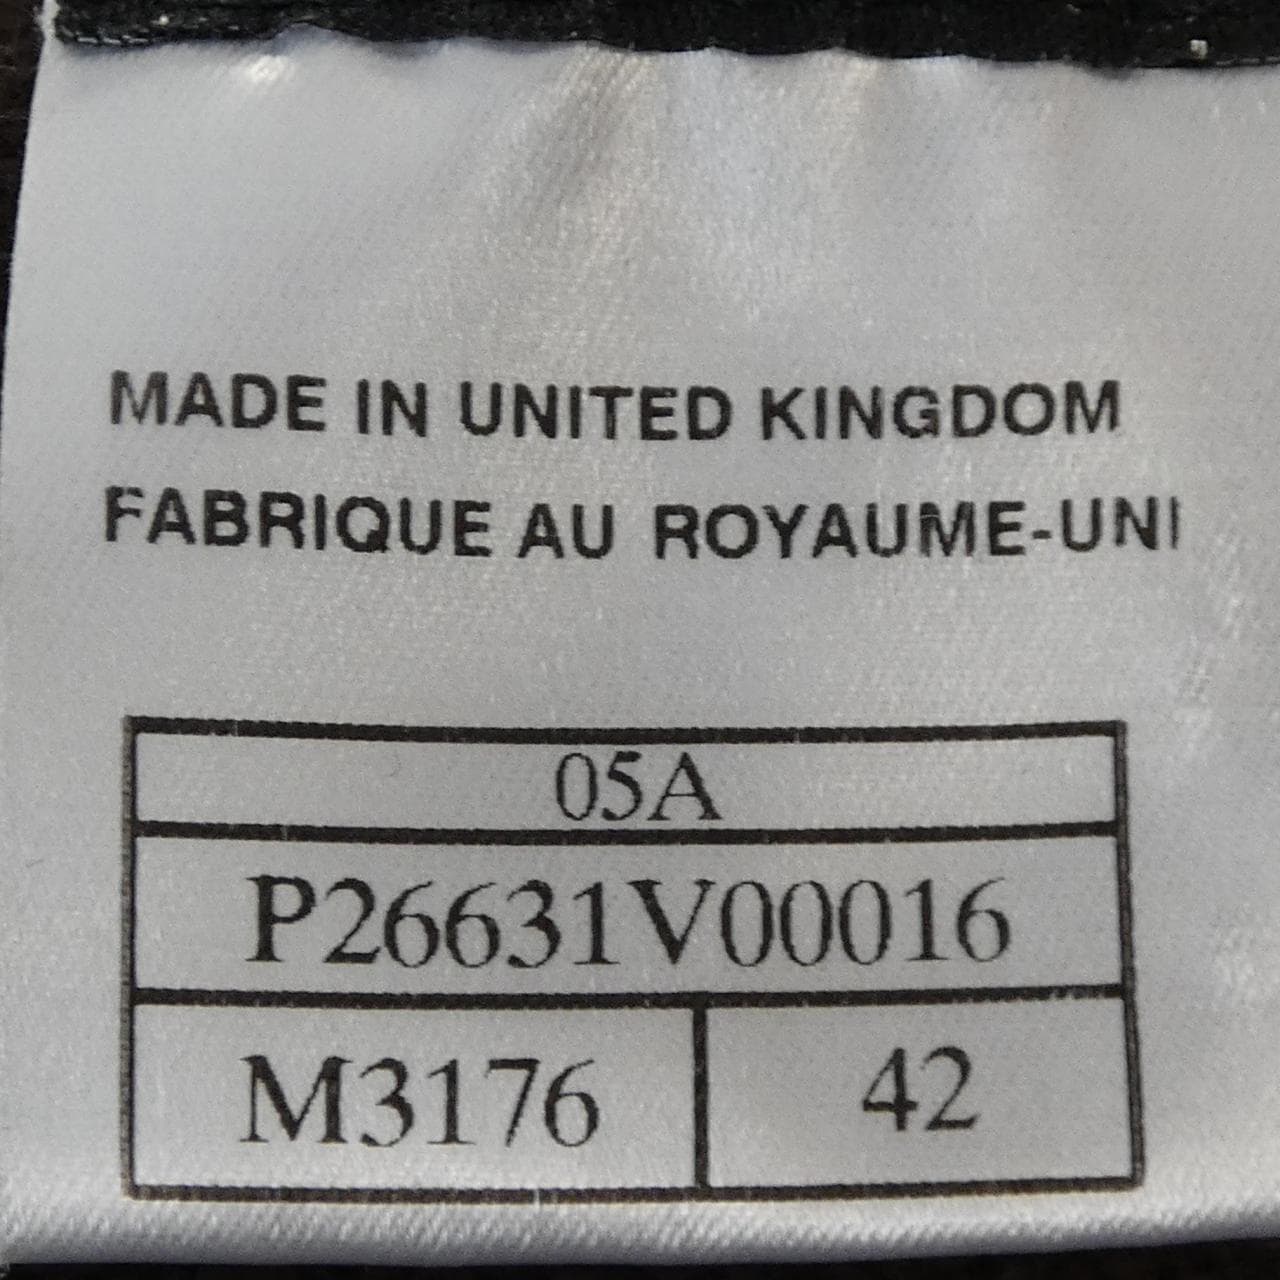 MADE IN UNITED KINGDOM
FABRIQUE AU ROYAUME-UNI
05A
P26631V00016
M3176 42